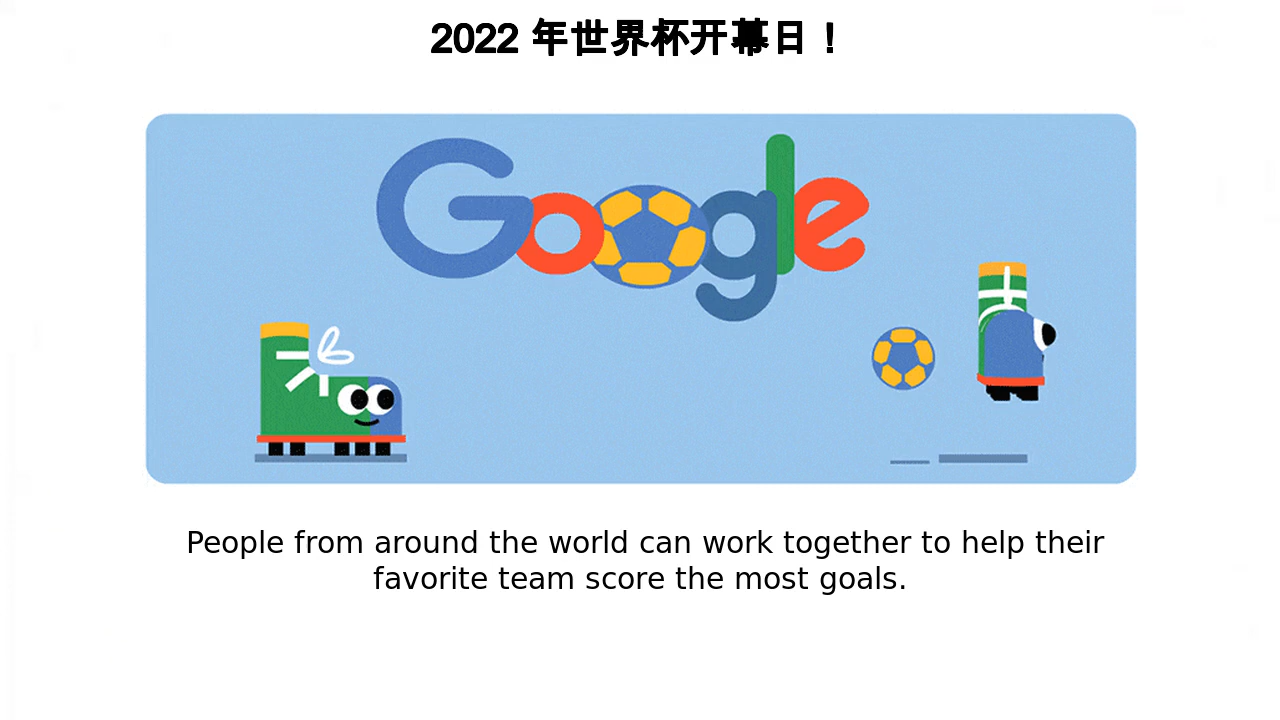 2022 年世界杯开幕日！
Google
People from around the world can work together to help their
favorite team score the most goals.